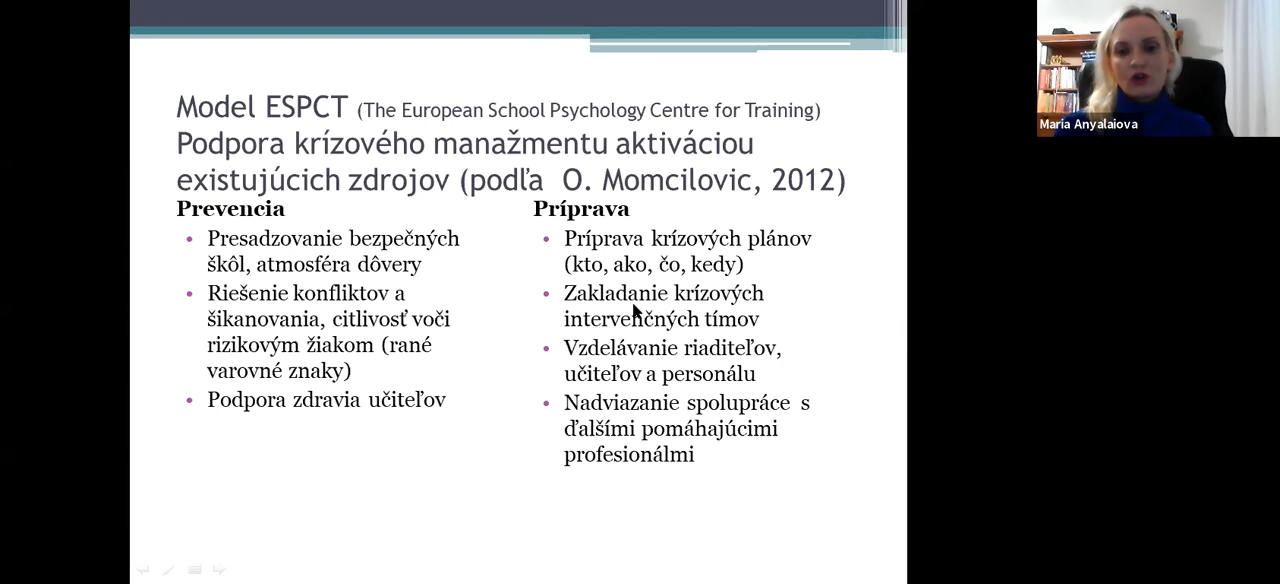 Model ESPCT (The European School Psychology Centre for Training)
Podpora krízového manažmentu aktiváciou
existujúcich zdrojov (podľa O. Momcilovic, 2012)
Prevencia
• Presadzovanie bezpečných
škôl, atmosféra dôvery
• Riešenie konfliktov a
šikanovania, citlivosť voči
rizikovým žiakom (rané
varovné znaky)
• Podpora zdravia učiteľov
Príprava
• Príprava krízových plánov
(kto, ako, čo, kedy)
• Zakladanie krízových
intervenčných tímov
• Vzdelávanie riaditeľov,
učiteľov a personálu
• Nadviazanie spolupráce s
ďalšími pomáhajúcimi
profesionálmi
Maria Anyalaiova